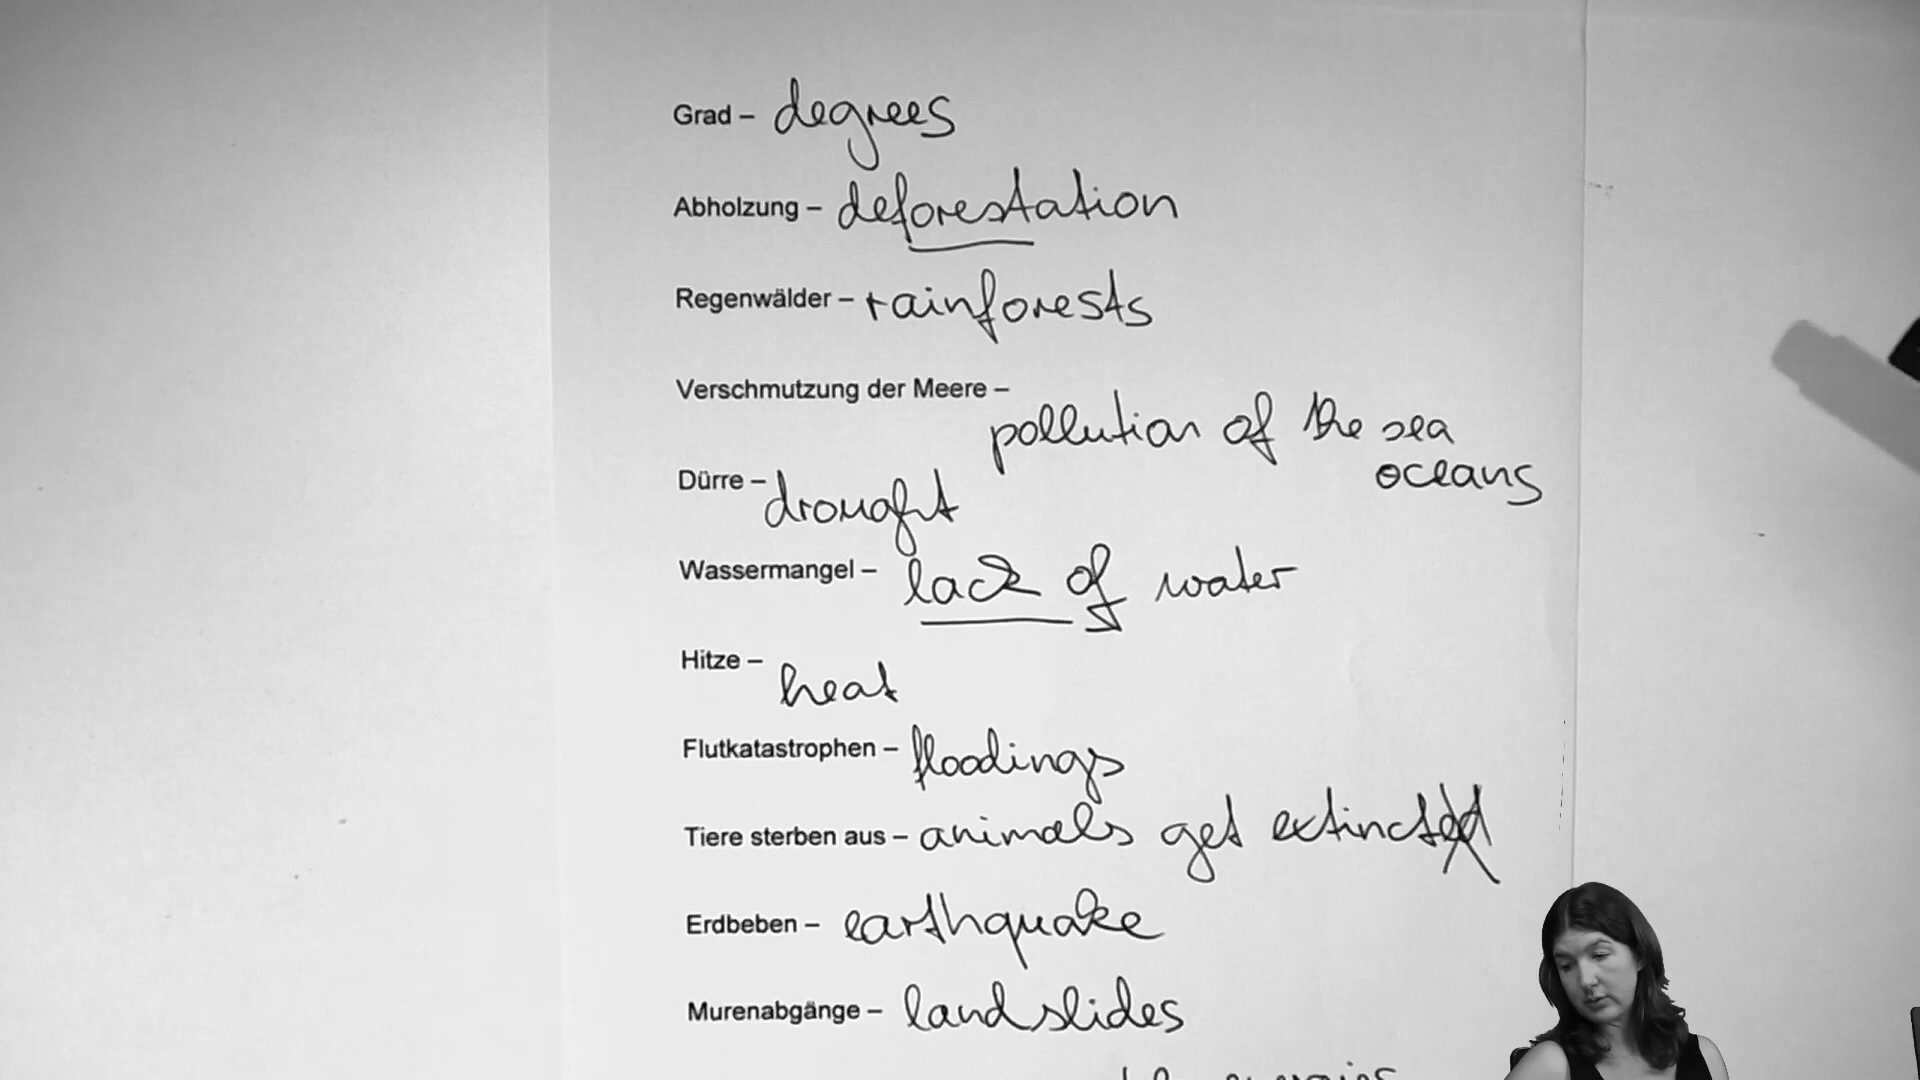 Grad – degrees
Abholzung – deforestation
Regenwälder – rainforests
Verschmutzung der Meere –
pollution of the sea
oceans
Dürre – drought
Wassermangel – lack of water
Hitze – heat
Flutkatastrophen – floodings
Tiere sterben aus – animals get extinct
Erdbeben – earthquake
Murenabgänge – landslides
energies